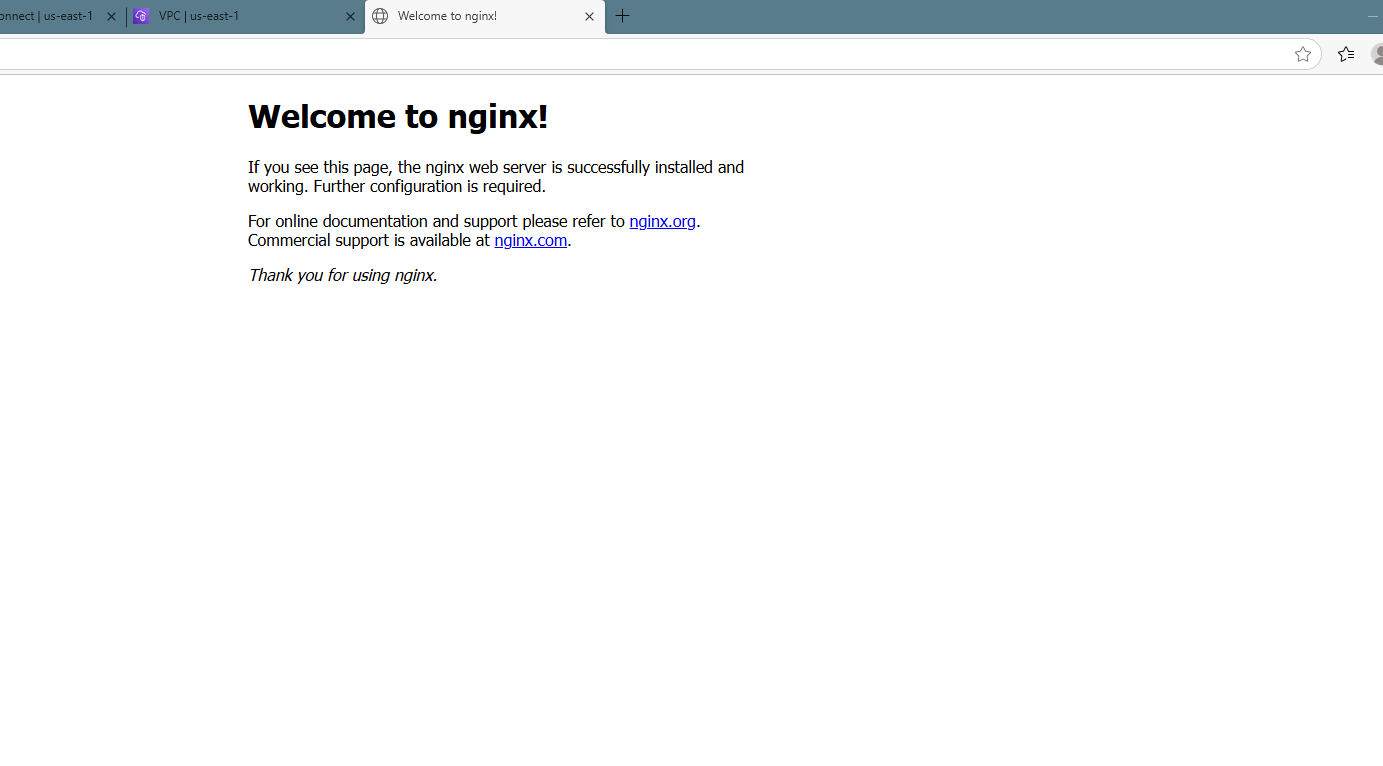 onnect | us-east-1
VPC | us-east-1
Welcome to nginx!
Welcome to nginx!
If you see this page, the nginx web server is successfully installed and
working. Further configuration is required.
For online documentation and support please refer to nginx.org.
Commercial support is available at nginx.com.
Thank you for using nginx.